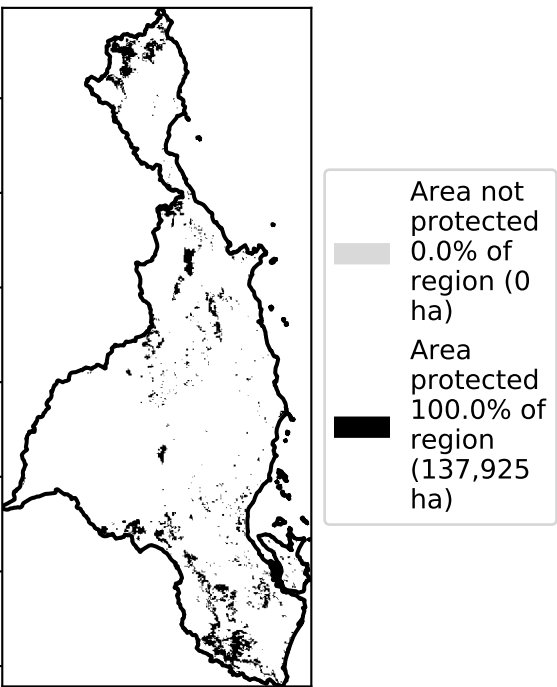 Area not
protected
0.0% of
region (0
ha)
Area
protected
100.0% of
region
(137,925
ha)